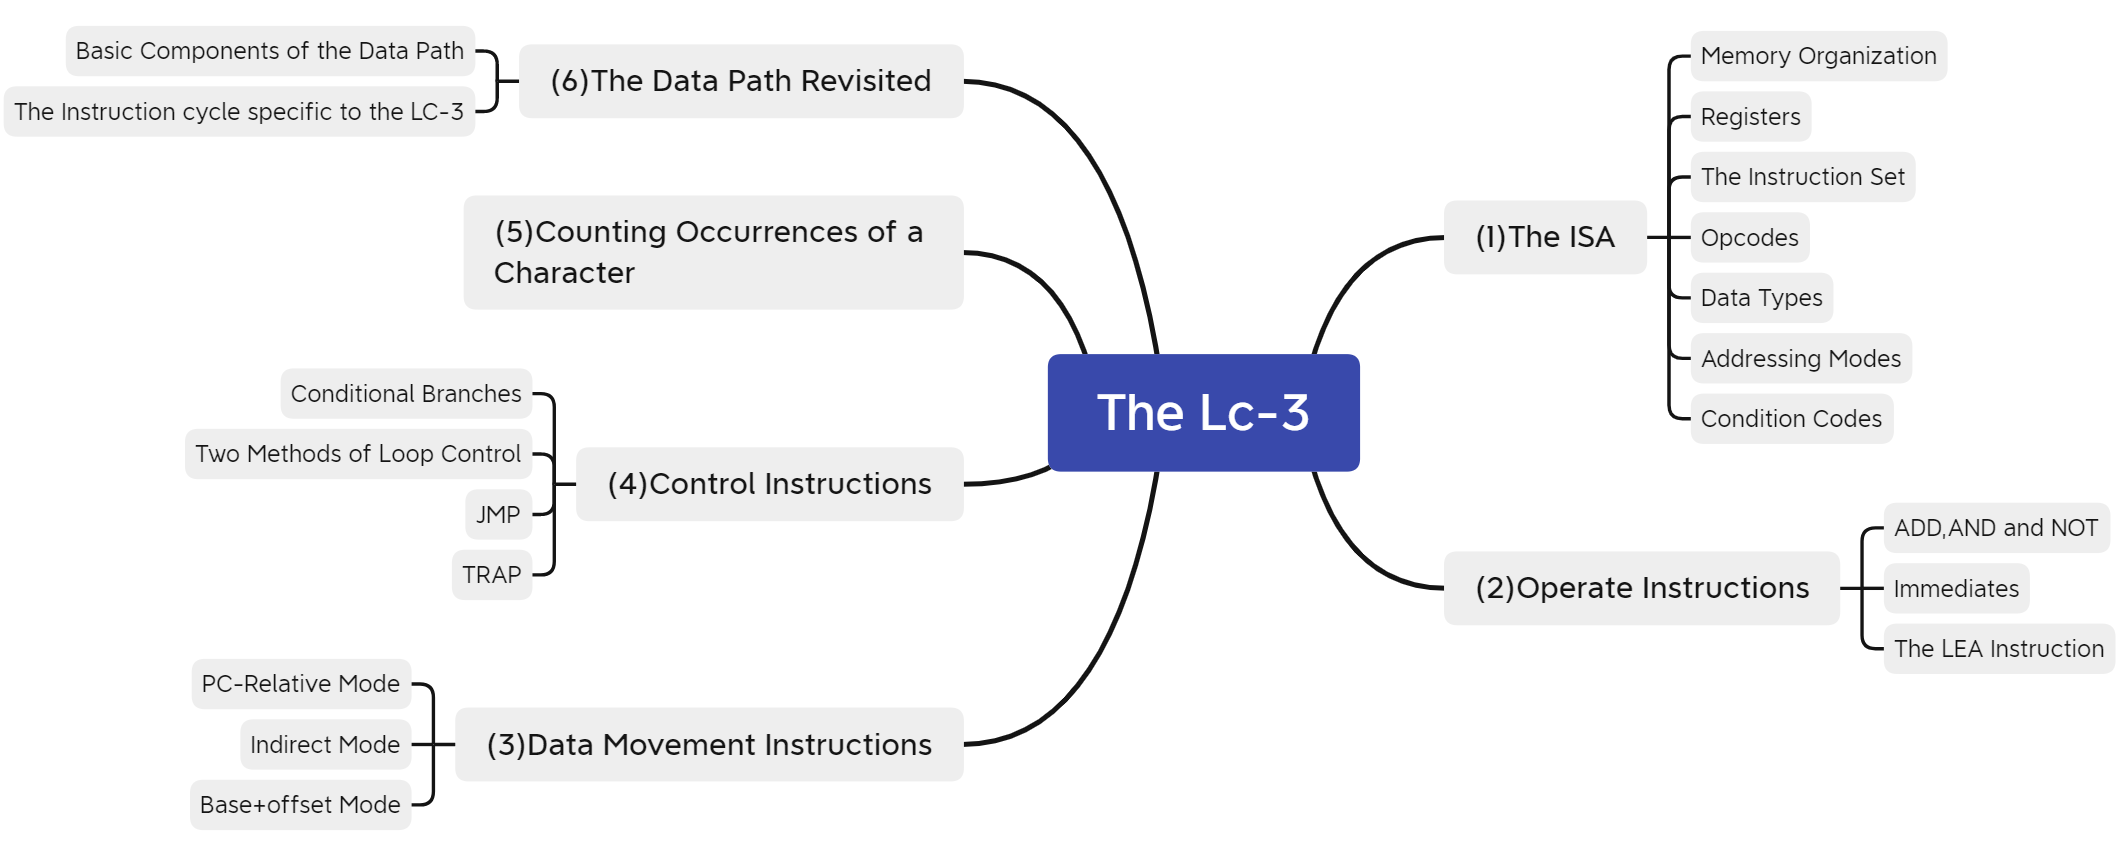 The Lc-3
(1)The ISA
Memory Organization
Registers
The Instruction Set
Opcodes
Data Types
Addressing Modes
Condition Codes
(2)Operate Instructions
ADD,AND and NOT
Immediates
The LEA Instruction
(3)Data Movement Instructions
PC-Relative Mode
Indirect Mode
Base+offset Mode
(4)Control Instructions
Conditional Branches
Two Methods of Loop Control
JMP
TRAP
(5)Counting Occurrences of a
Character
(6)The Data Path Revisited
Basic Components of the Data Path
The Instruction cycle specific to the LC-3